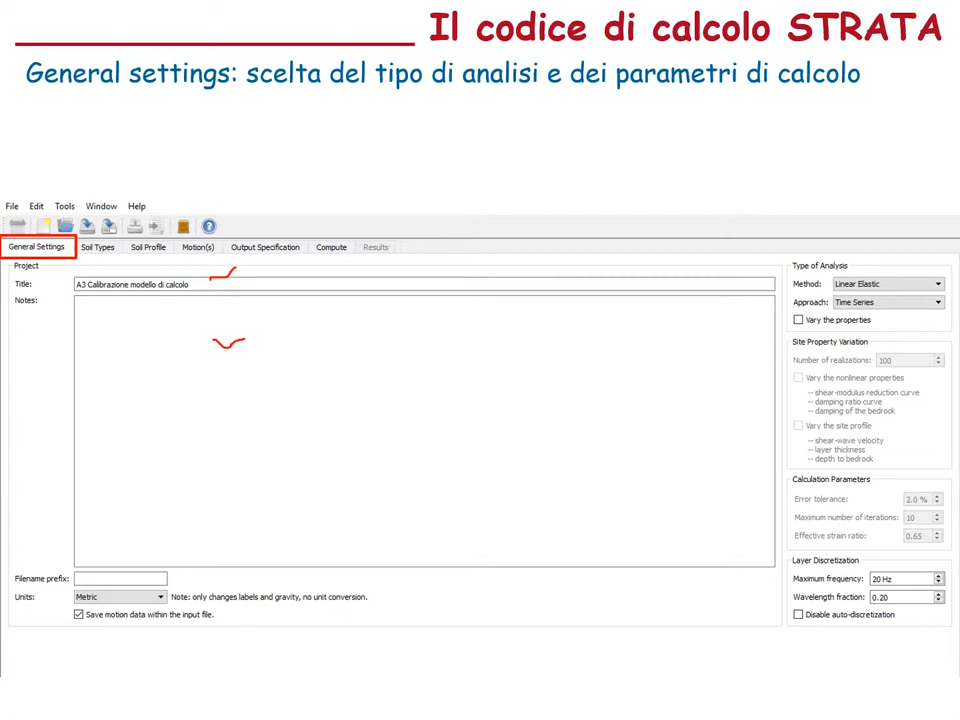 Il codice di calcolo STRATA
General settings: scelta del tipo di analisi e dei parametri di calcolo
File Edit Tools Window Help
General Settings Soil Types Soil Profile Motion(s) Output Specification Compute Results
Project
Title: A3 Calibrazione modello di calcolo
Notes:
Filename prefix:
Units: Metric Note: only changes labels and gravity, no unit conversion.
Save motion data within the input file.
Type of Analysis
Method: Linear Elastic
Approach: Time Series
Vary the properties
Site Property Variation
Number of realizations: 100
Vary the nonlinear properties
-- shear-modulus reduction curve
-- damping ratio curve
-- damping of the bedrock
Vary the site profile
-- shear-wave velocity
-- layer thickness
-- depth to bedrock
Calculation Parameters
Error tolerance: 2.0 %
Maximum number of iterations: 10
Effective strain ratio: 0.65
Layer Discretization
Maximum frequency: 20 Hz
Wavelength fraction: 0.20
Disable auto-discretization